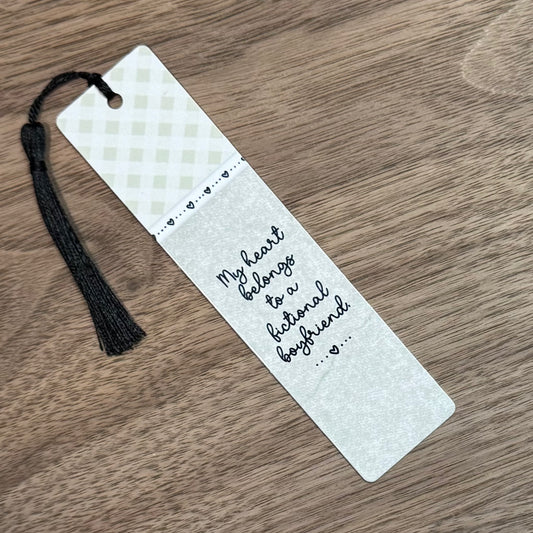 My heart
belongs
to a
fictional
boyfriend.